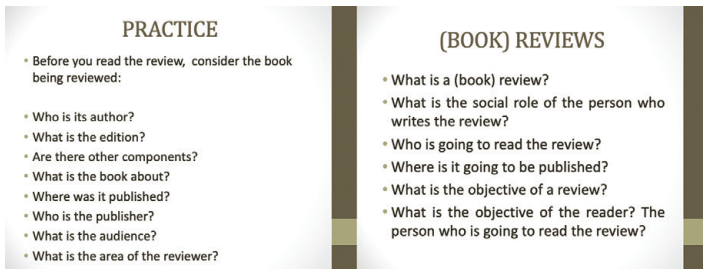 PRACTICE
• Before you read the review, consider the book
being reviewed:
• Who is its author?
• What is the edition?
• Are there other components?
• What is the book about?
• Where was it published?
• Who is the publisher?
• What is the audience?
• What is the area of the reviewer?
(BOOK) REVIEWS
• What is a (book) review?
• What is the social role of the person who
writes the review?
• Who is going to read the review?
• Where is it going to be published?
• What is the objective of a review?
• What is the objective of the reader? The
person who is going to read the review?